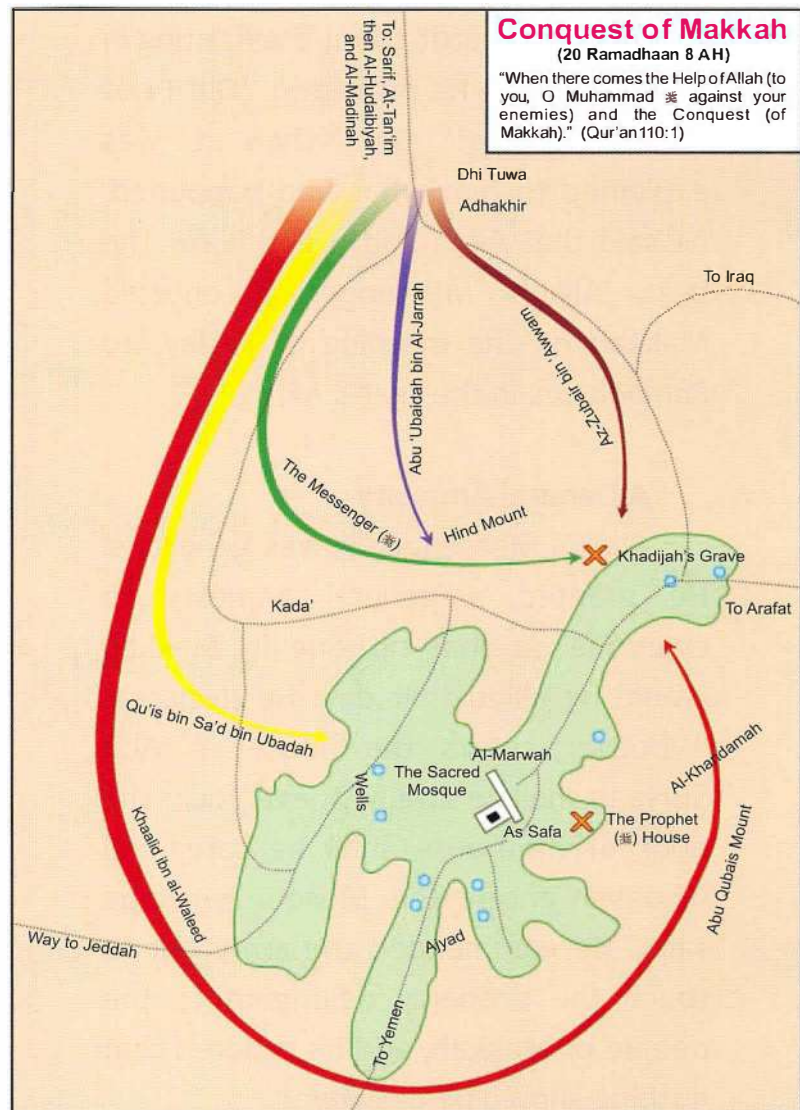 Conquest of Makkah
(20 Ramadhaan 8 AH)
“When there comes the Help of Allah (to
you, O Muhammad ﷺ against your
enemies) and the Conquest (of
Makkah).” (Qur’an 110:1)
To: Sarif, At-Tan’im
then Al-Hudaibiyah,
and Al-Madinah
Dhi Tuwa
Adhakhir
To Iraq
Abu ‘Ubaidah bin Al-Jarrah
Az-Zubair bin ‘Awwam
The Messenger (ﷺ)
Hind Mount
Khadijah’s Grave
To Arafat
Kada’
Qu’is bin Sa’d bin Ubadah
Al-Marwah
The Sacred
Mosque
Wells
As Safa
The Prophet
(ﷺ) House
Al-Khandamah
Abu Qubais Mount
Khaalid ibn al-Waleed
Way to Jeddah
Ajyad
To Yemen